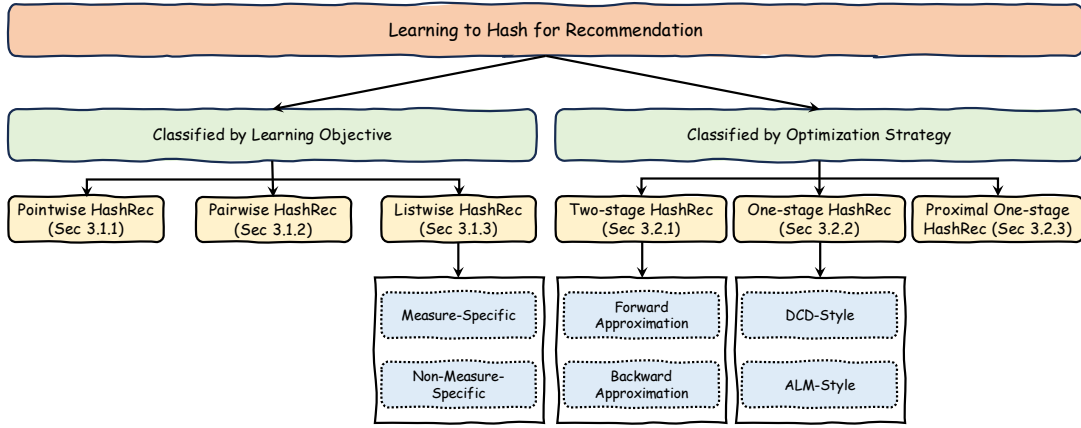 Learning to Hash for Recommendation
Classified by Learning Objective
Classified by Optimization Strategy
Pointwise HashRec
(Sec 3.1.1)
Pairwise HashRec
(Sec 3.1.2)
Listwise HashRec
(Sec 3.1.3)
Two-stage HashRec
(Sec 3.2.1)
One-stage HashRec
(Sec 3.2.2)
Proximal One-stage
HashRec (Sec 3.2.3)
Measure-Specific
Non-Measure-
Specific
Forward
Approximation
Backward
Approximation
DCD-Style
ALM-Style